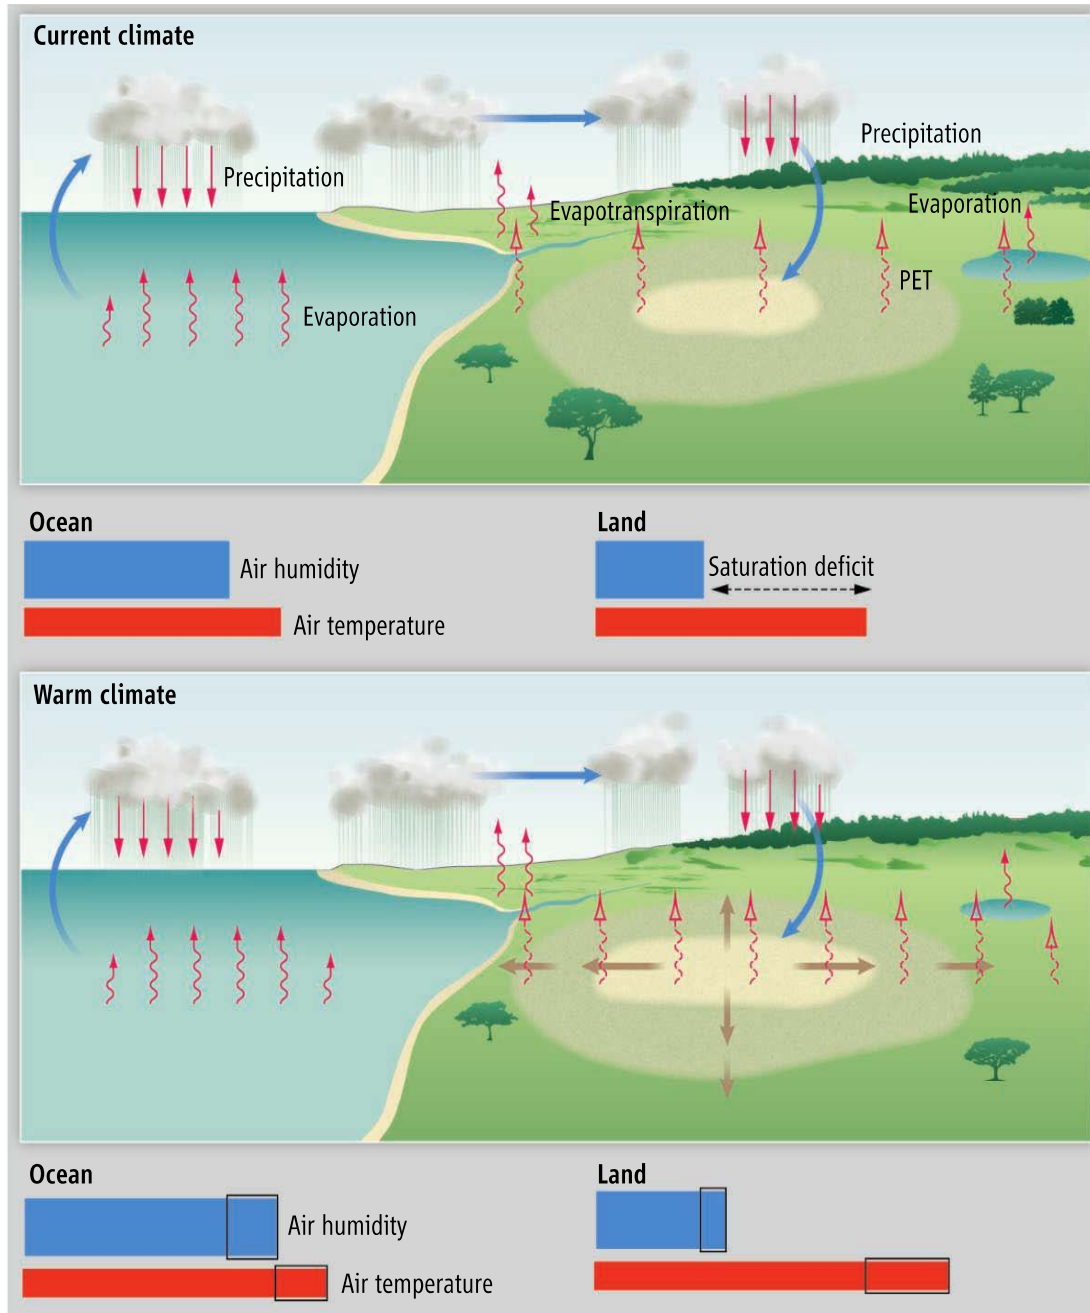 Current climate
Precipitation
Precipitation
Evapotranspiration
Evaporation
PET
Evaporation
Ocean
Air humidity
Air temperature
Land
Saturation deficit
Warm climate
Ocean
Air humidity
Air temperature
Land